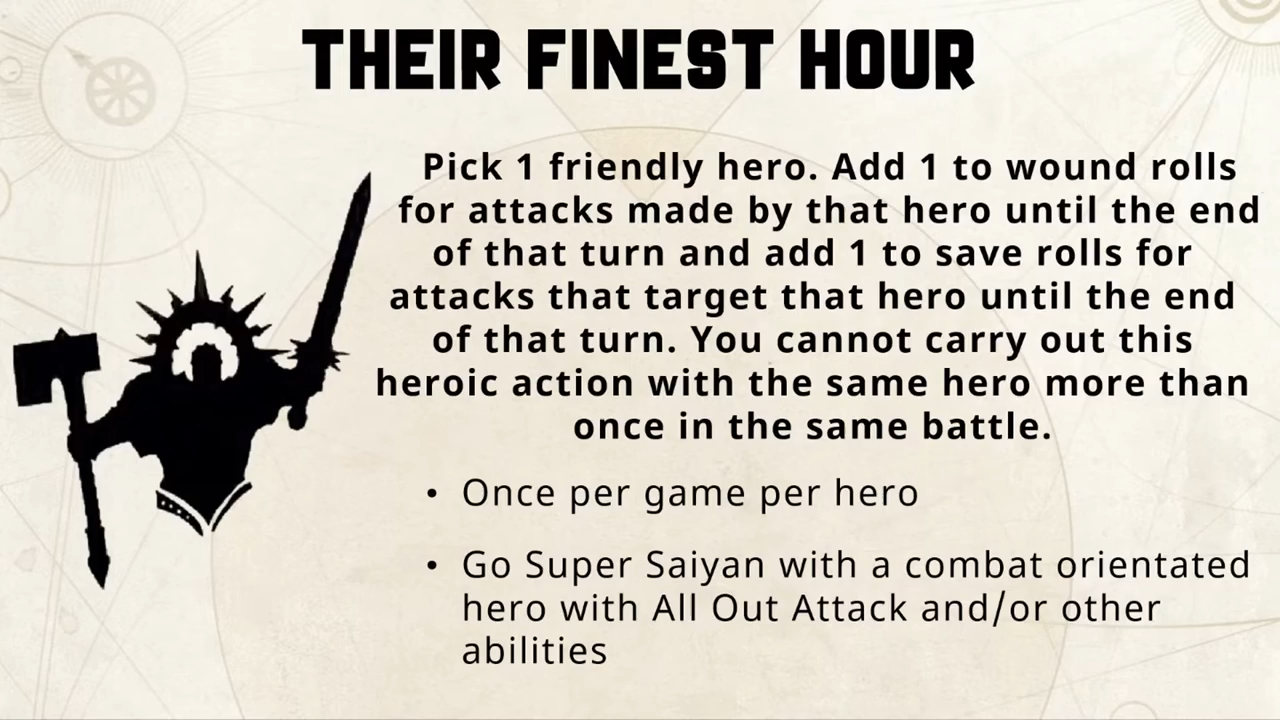 THEIR FINEST HOUR
Pick 1 friendly hero. Add 1 to wound rolls
for attacks made by that hero until the end
of that turn and add 1 to save rolls for
attacks that target that hero until the end
of that turn. You cannot carry out this
heroic action with the same hero more than
once in the same battle.
• Once per game per hero
• Go Super Saiyan with a combat orientated
hero with All Out Attack and/or other
abilities